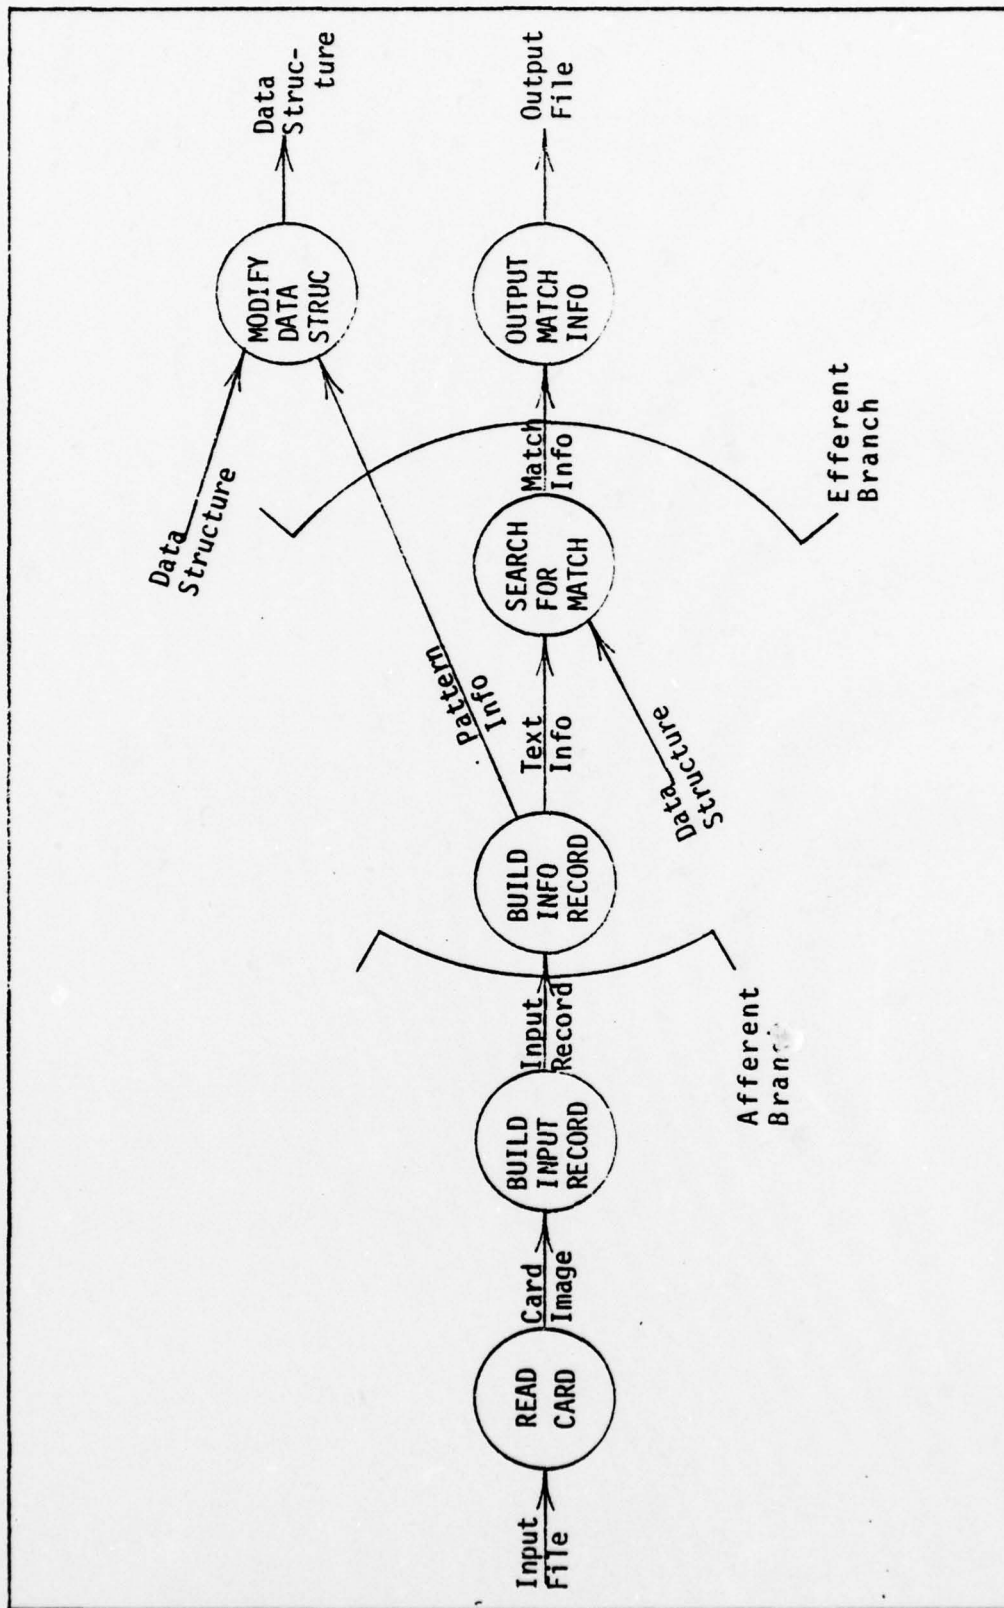 Input
File
READ
CARD
Card
Image
BUILD
INPUT
RECORD
Input
Record
Afferent
BUILD
INFO
RECORD
Pattern
Info
Text
Info
Data
Structure
SEARCH
FOR
MATCH
Match
Info
Efferent
Branch
Data
Structure
MODIFY
DATA
STRUC
OUTPUT
MATCH
INFO
Data
Struc-
ture
Output
File